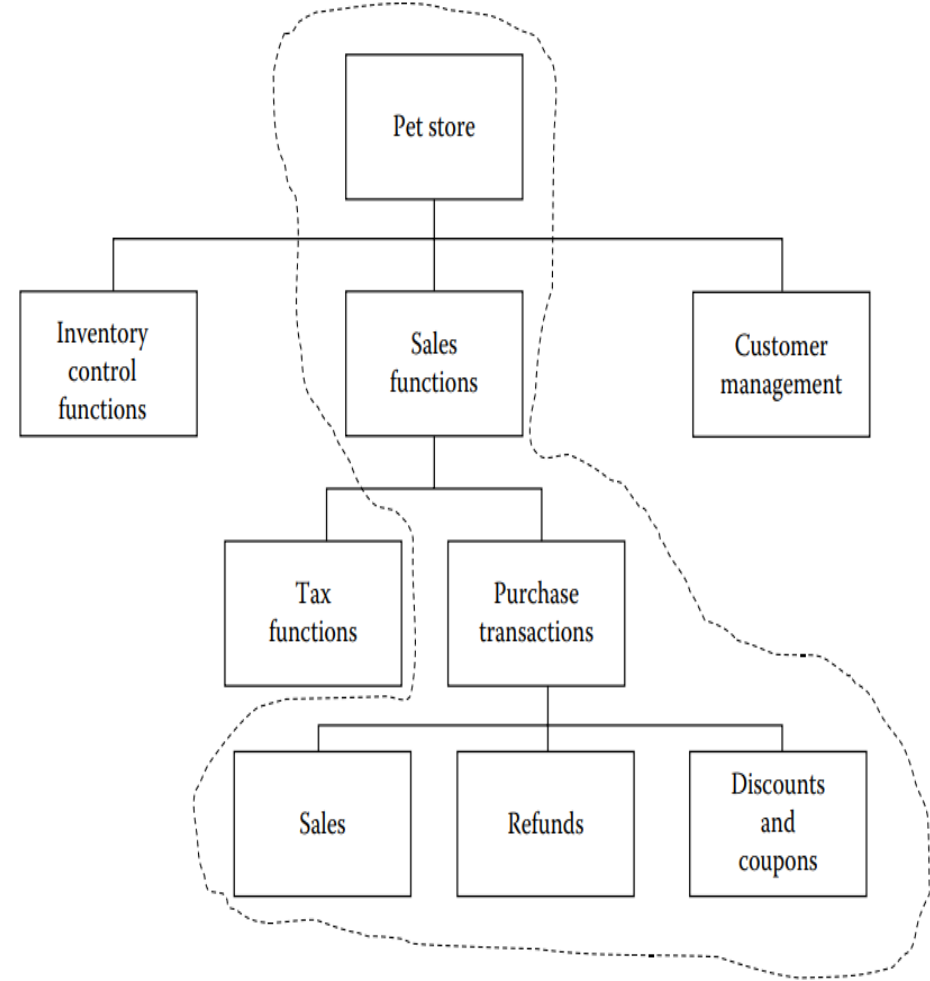 Pet store
Inventory
control
functions
Sales
functions
Customer
management
Tax
functions
Purchase
transactions
Sales
Refunds
Discounts
and
coupons